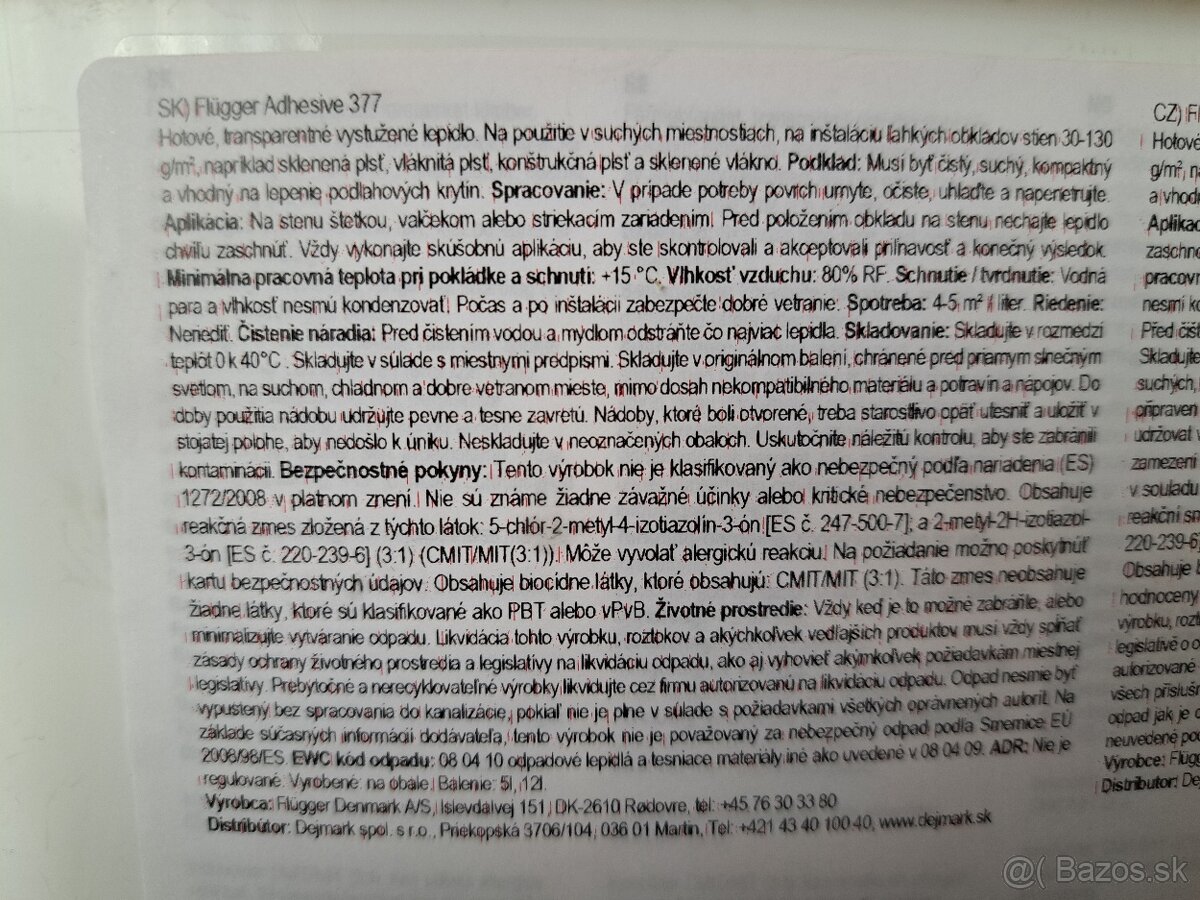 SK) Flügger Adhesive 377
Hotové, transparentné vystužené lepidlo. Na použitie v suchých miestnostiach, na inštaláciu ľahkých obkladov stien 30-130
g/m², napríklad sklenená plsť, vláknitá plsť, konštrukčná plsť a sklenené vlákno. Podklad: Musí byť čistý, suchý, kompaktný
a vhodný na lepenie podlahových krytín. Spracovanie: V prípade potreby povrch umyte, očiste, uhlaďte a napenetrujte.
Aplikácia: Na stenu štetkou, valčekom alebo striekacím zariadením. Pred položením obkladu na stenu nechajte lepidlo
chvíľu zaschnúť. Vždy vykonajte skúšobnú aplikáciu, aby ste skontrolovali a akceptovali priľnavosť a konečný výsledok.
Minimálna pracovná teplota pri pokládke a schnutí: +15 °C. Vlhkosť vzduchu: 80% RF. Schnutie / tvrdnutie: Vodná
para a vlhkosť nesmú kondenzovať. Počas a po inštalácii zabezpečte dobré vetranie. Spotreba: 4-5 m² / liter. Riedenie:
Neriediť. Čistenie náradia: Pred čistením vodou a mydlom odstráňte čo najviac lepidla. Skladovanie: Skladujte v rozmedzí
teplôt 0 k 40°C . Skladujte v súlade s miestnymi predpismi. Skladujte v originálnom balení, chránené pred priamym slnečným
svetlom, na suchom, chladnom a dobre vetranom mieste, mimo dosah nekompatibilného materiálu a potravín a nápojov. Do
doby použitia nádobu udržujte pevne a tesne zavretú. Nádoby, ktoré boli otvorené, treba starostlivo opäť utesniť a uložiť v
stojatej polohe, aby nedošlo k úniku. Neskladujte v neoznačených obaloch. Uskutočnite náležitú kontrolu, aby ste zabránili
kontaminácii. Bezpečnostné pokyny: Tento výrobok nie je klasifikovaný ako nebezpečný podľa nariadenia (ES)
1272/2008 v platnom znení. Nie sú známe žiadne závažné účinky alebo kritické nebezpečenstvo. Obsahuje
reakčná zmes zložená z týchto látok: 5-chlór-2-metyl-4-izotiazolín-3-ón [ES č. 247-500-7]; a 2-metyl-2H-izotiazol-
3-ón [ES č. 220-239-6] (3:1) (CMIT/MIT(3:1)). Môže vyvolať alergickú reakciu. Na požiadanie možno poskytnúť
kartu bezpečnostných údajov. Obsahuje biocídne látky, ktoré obsahujú: CMIT/MIT (3:1). Táto zmes neobsahuje
žiadne látky, ktoré sú klasifikované ako PBT alebo vPvB. Životné prostredie: Vždy keď je to možné zabráňte, alebo
minimalizujte vytváranie odpadu. Likvidácia tohto výrobku, roztokov a akýchkoľvek vedľajších produktov musí vždy spĺňať
zásady ochrany životného prostredia a legislatívy na likvidáciu odpadu, ako aj vyhovieť akýmkoľvek požiadavkám miestnej
legislatívy. Prebytočné a nerecyklovateľné výrobky likvidujte cez firmu autorizovanú na likvidáciu odpadu. Odpad nesmie byť
vypustený bez spracovania do kanalizácie, pokiaľ nie je plne v súlade s požiadavkami všetkých oprávnených autorít. Na
základe súčasných informácií dodávateľa, tento výrobok nie je považovaný za nebezpečný odpad podľa Smernice EÚ
2008/98/ES. EWC kód odpadu: 08 04 10 odpadové lepidlá a tesniace materiály iné ako uvedené v 08 04 09. ADR: Nie je
regulované. Vyrobené: na obale. Balenie: 5l, 12l.
Výrobca: Flügger Denmark A/S, Islevdalvej 151, DK-2610 Rødovre, tel: +45 76 30 33 80
Distribútor: Dejmark spol. s r.o., Priekopská 3706/104, 036 01 Martin, Tel: +421 43 40 100 40, www.dejmark.sk
CZ)
Hotové
g/m²,
a vhod
Aplikac
zaschn
pracovn
nesmí
Před čiš
Skladujte
suchých,
připraven
udržovat v
zamezení
v souladu
reakční sm
220-239-6]
Obsahuje b
hodnoceny
výrobku, rozt
legislativě o o
autorizované
všech přísluš
odpad jak je
neuvedené pod
Výrobce: Flügg
Distributor: De
@( Bazos.sk